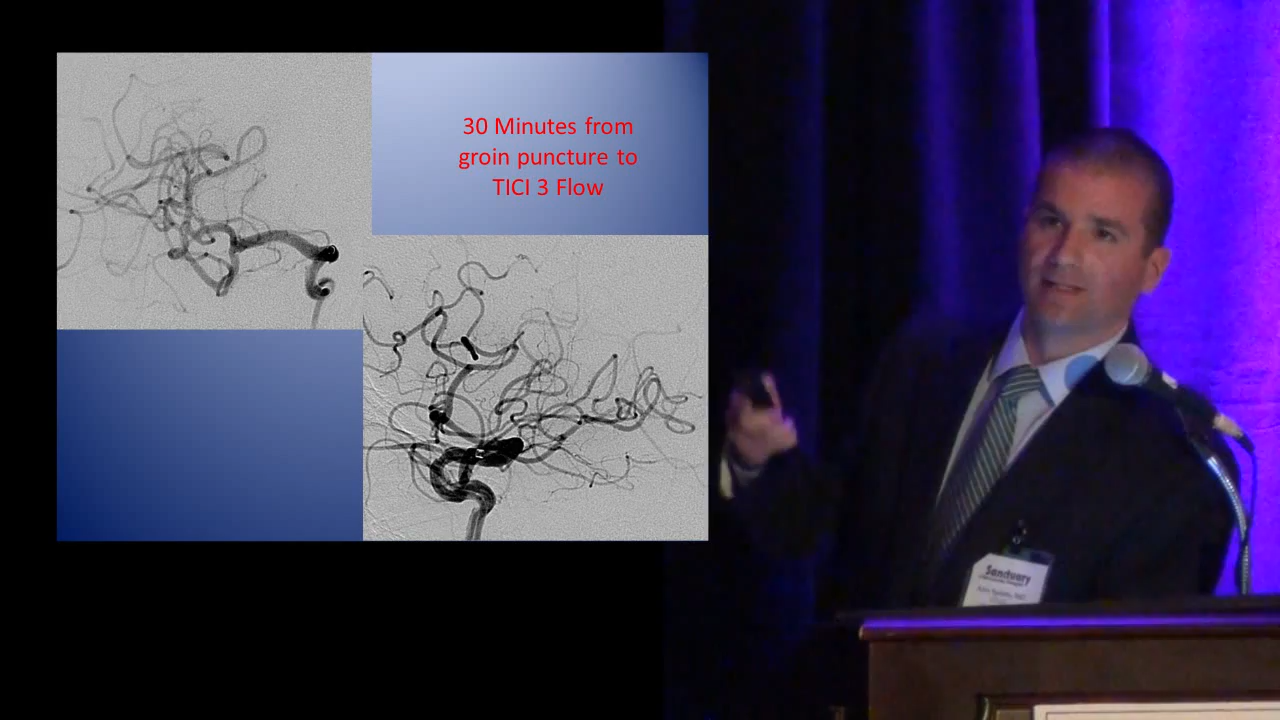 30 Minutes from
groin puncture to
TICI 3 Flow
Sanctuary